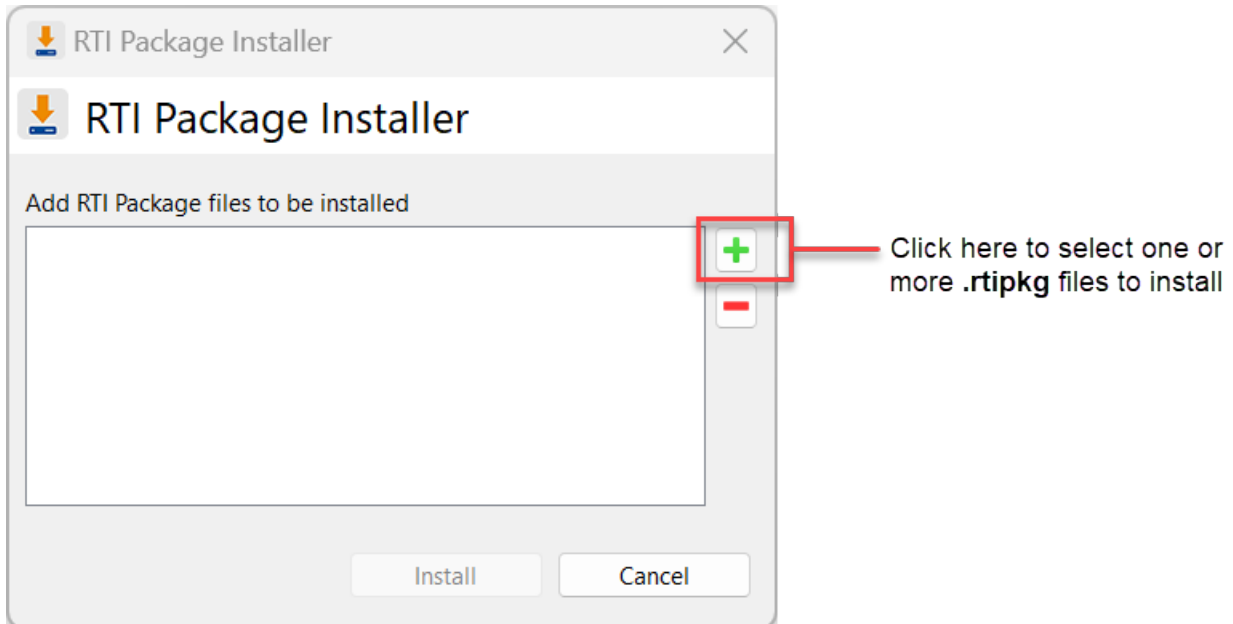 RTI Package Installer
RTI Package Installer
Add RTI Package files to be installed
Click here to select one or
more .rtipkg files to install
Install
Cancel